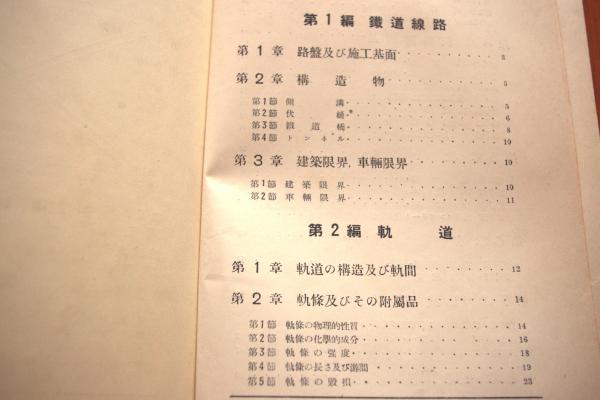 第1編 鐵道線路
第1章 路盤及び施工基面 3
第2章 構造物 5
第1節 側溝 5
第2節 伏樋 6
第3節 鐵道橋 8
第4節 トンネル 10
第3章 建築限界,車輛限界 10
第1節 建築限界 10
第2節 車輛限界 11
第2編 軌道
第1章 軌道の構造及び軌間 12
第2章 軌條及びその附屬品 14
第1節 軌條の物理的性質 14
第2節 軌條の化學的成分 16
第3節 軌條の強度 18
第4節 軌條の長さ及び遊間 19
第5節 軌條の毀損 23